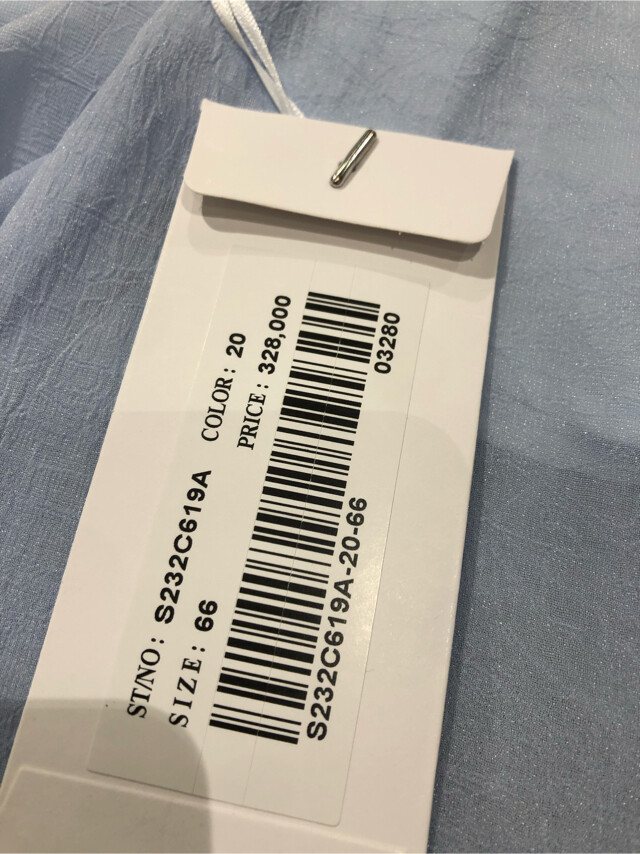 ST/NO: S232C619A COLOR: 20
SIZE: 66 PRICE: 328,000
S232C619A-20-66 03280